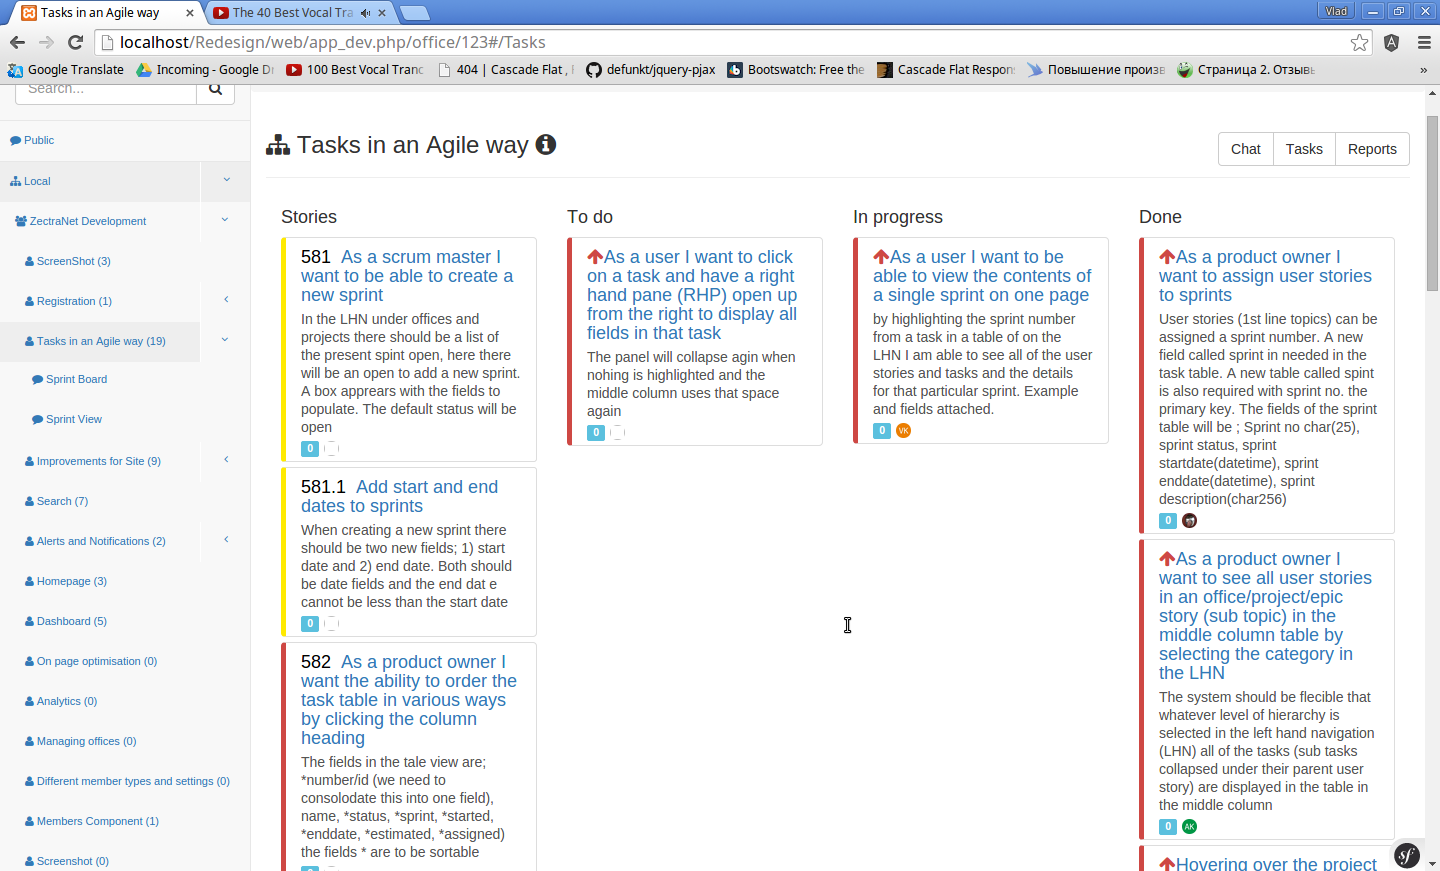 Tasks in an Agile way
The 40 Best Vocal Tra
Vlad
localhost/Redesign/web/app_dev.php/office/123#/Tasks
Google Translate
Incoming - Google Dr
100 Best Vocal Tranc
404 | Cascade Flat ,
defunkt/jquery-pjax
Bootswatch: Free the
Cascade Flat Respon
Повышение произв
Страница 2. Отзывы
»
Search...
Public
Local
ZectraNet Development
ScreenShot (3)
Registration (1)
Tasks in an Agile way (19)
Sprint Board
Sprint View
Improvements for Site (9)
Search (7)
Alerts and Notifications (2)
Homepage (3)
Dashboard (5)
On page optimisation (0)
Analytics (0)
Managing offices (0)
Different member types and settings (0)
Members Component (1)
Screenshot (0)
Tasks in an Agile way
Chat
Tasks
Reports
Stories
581 As a scrum master I
want to be able to create a
new sprint
In the LHN under offices and
projects there should be a list of
the present spint open, here there
will be an open to add a new sprint.
A box apprears with the fields to
populate. The default status will be
open
0
581.1 Add start and end
dates to sprints
When creating a new sprint there
should be two new fields; 1) start
date and 2) end date. Both should
be date fields and the end dat e
cannot be less than the start date
0
582 As a product owner I
want the ability to order the
task table in various ways
by clicking the column
heading
The fields in the tale view are;
*number/id (we need to
consolodate this into one field),
name, *status, *sprint, *started,
*enddate, *estimated, *assigned)
the fields * are to be sortable
To do
As a user I want to click
on a task and have a right
hand pane (RHP) open up
from the right to display all
fields in that task
The panel will collapse agin when
nohing is highlighted and the
middle column uses that space
again
0
In progress
As a user I want to be
able to view the contents of
a single sprint on one page
by highlighting the sprint number
from a task in a table of on the
LHN I am able to see all of the user
stories and tasks and the details
for that particular sprint. Example
and fields attached.
0 VK
Done
As a product owner I
want to assign user stories
to sprints
User stories (1st line topics) can be
assigned a sprint number. A new
field called sprint in needed in the
task table. A new table called spint
is also required with sprint no. the
primary key. The fields of the sprint
table will be ; Sprint no char(25),
sprint status, sprint
startdate(datetime), sprint
enddate(datetime), sprint
description(char256)
0
As a product owner I
want to see all user stories
in an office/project/epic
story (sub topic) in the
middle column table by
selecting the category in
the LHN
The system should be flecible that
whatever level of hierarchy is
selected in the left hand navigation
(LHN) all of the tasks (sub tasks
collapsed under their parent user
story) are displayed in the table in
the middle column
0 AK
Hovering over the project
sf